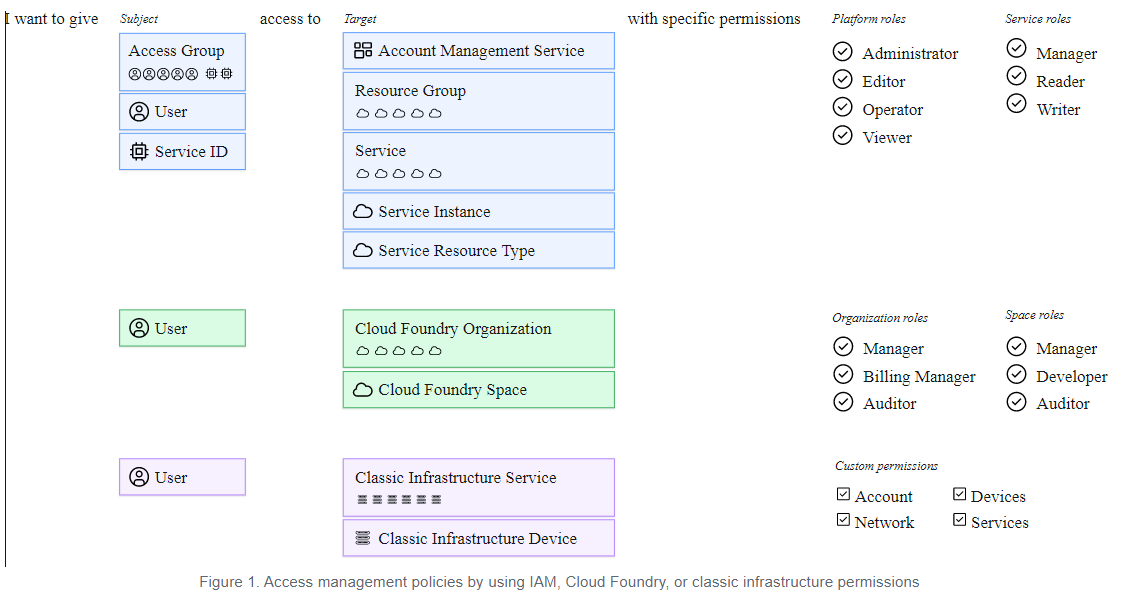 I want to give
Subject
access to
Target
with specific permissions
Platform roles
Service roles
Access Group
User
Service ID
Account Management Service
Resource Group
Service
Service Instance
Service Resource Type
Administrator
Editor
Operator
Viewer
Manager
Reader
Writer
User
Cloud Foundry Organization
Cloud Foundry Space
Organization roles
Manager
Billing Manager
Auditor
Space roles
Manager
Developer
Auditor
User
Classic Infrastructure Service
Classic Infrastructure Device
Custom permissions
Account
Devices
Network
Services
Figure 1. Access management policies by using IAM, Cloud Foundry, or classic infrastructure permissions